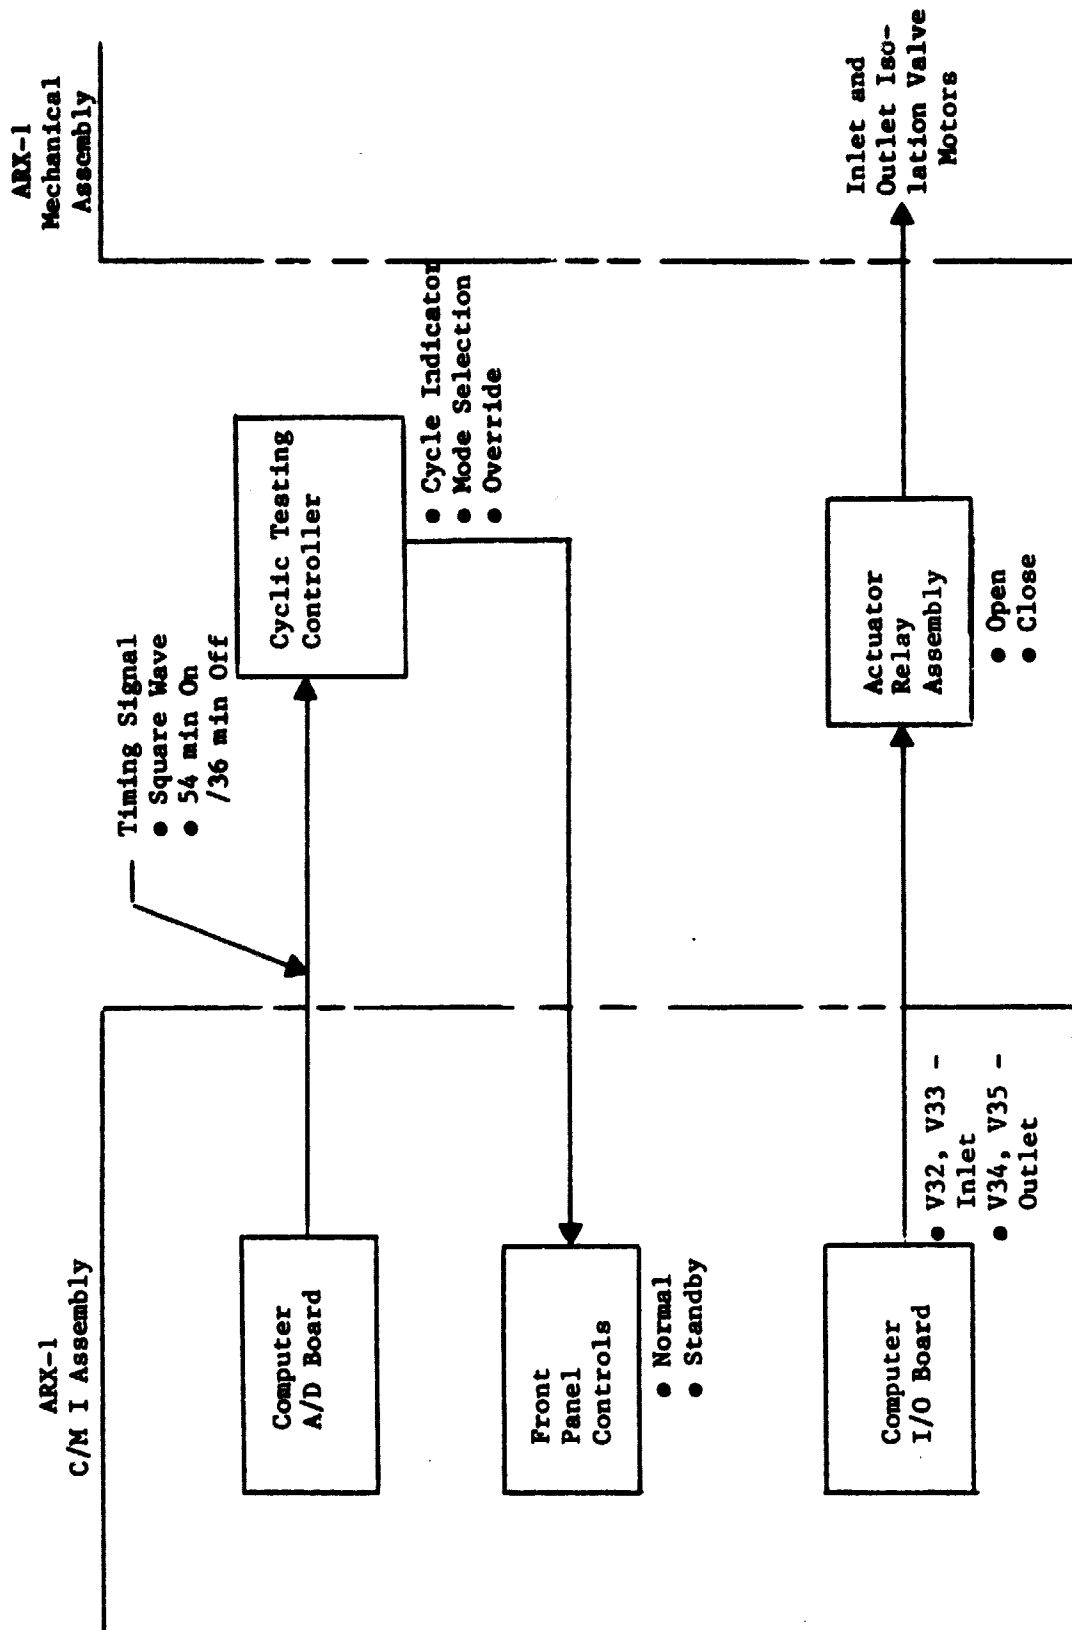 ARX-1
C/M I Assembly
ARX-1
Mechanical
Assembly
Timing Signal
● Square Wave
● 54 min On
/36 min Off
Computer
A/D Board
Cyclic Testing
Controller
● Cycle Indicator
● Mode Selection
● Override
Front
Panel
Controls
● Normal
● Standby
Computer
I/O Board
● V32, V33 -
Inlet
● V34, V35 -
Outlet
Actuator
Relay
Assembly
● Open
● Close
Inlet and
Outlet Iso-
lation Valve
Motors